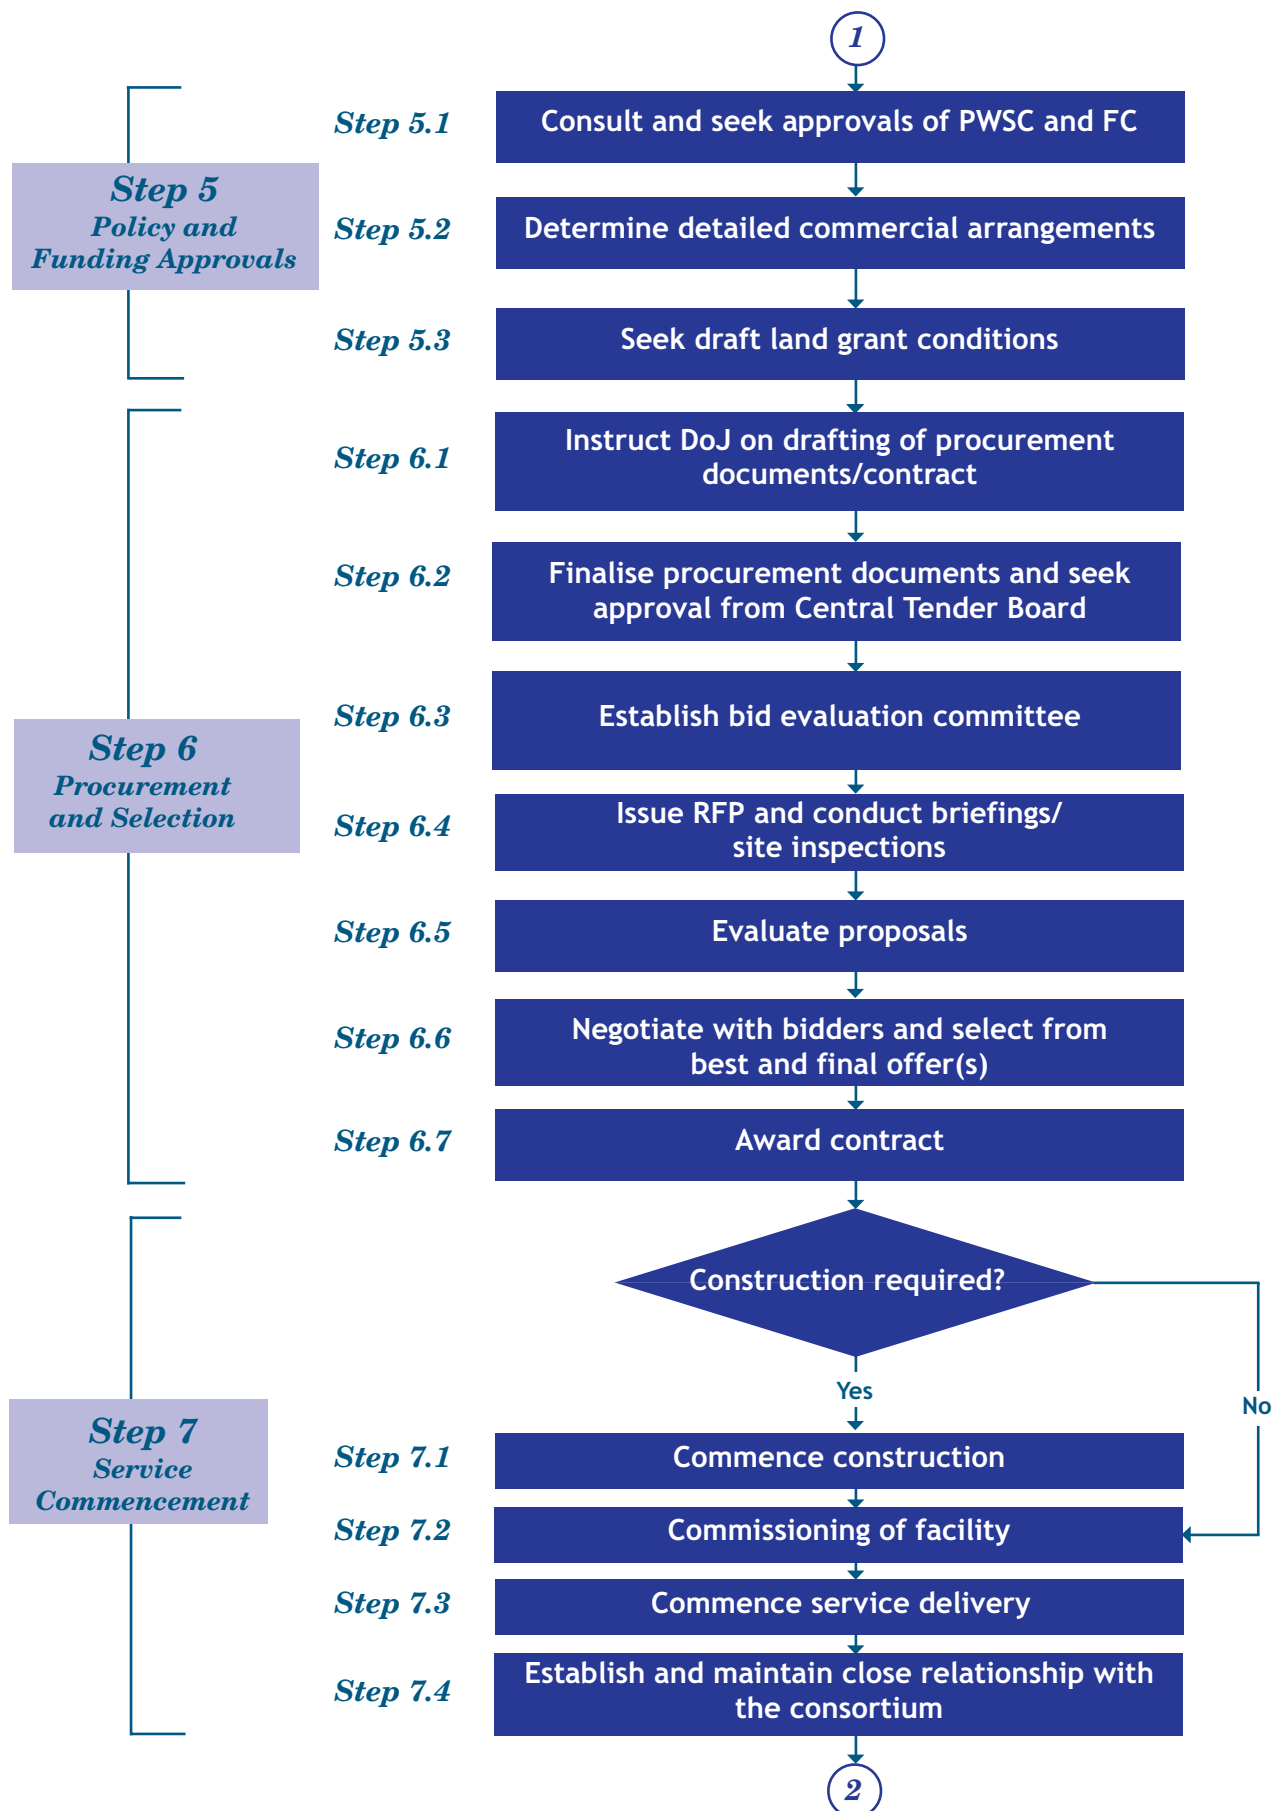 1
Step 5.1
Consult and seek approvals of PWSC and FC
Step 5
Policy and
Funding Approvals
Step 5.2
Determine detailed commercial arrangements
Step 5.3
Seek draft land grant conditions
Step 6.1
Instruct DoJ on drafting of procurement
documents/contract
Step 6.2
Finalise procurement documents and seek
approval from Central Tender Board
Step 6.3
Establish bid evaluation committee
Step 6
Procurement
and Selection
Step 6.4
Issue RFP and conduct briefings/
site inspections
Step 6.5
Evaluate proposals
Step 6.6
Negotiate with bidders and select from
best and final offer(s)
Step 6.7
Award contract
Construction required?
Yes
No
Step 7
Service
Commencement
Step 7.1
Commence construction
Step 7.2
Commissioning of facility
Step 7.3
Commence service delivery
Step 7.4
Establish and maintain close relationship with
the consortium
2